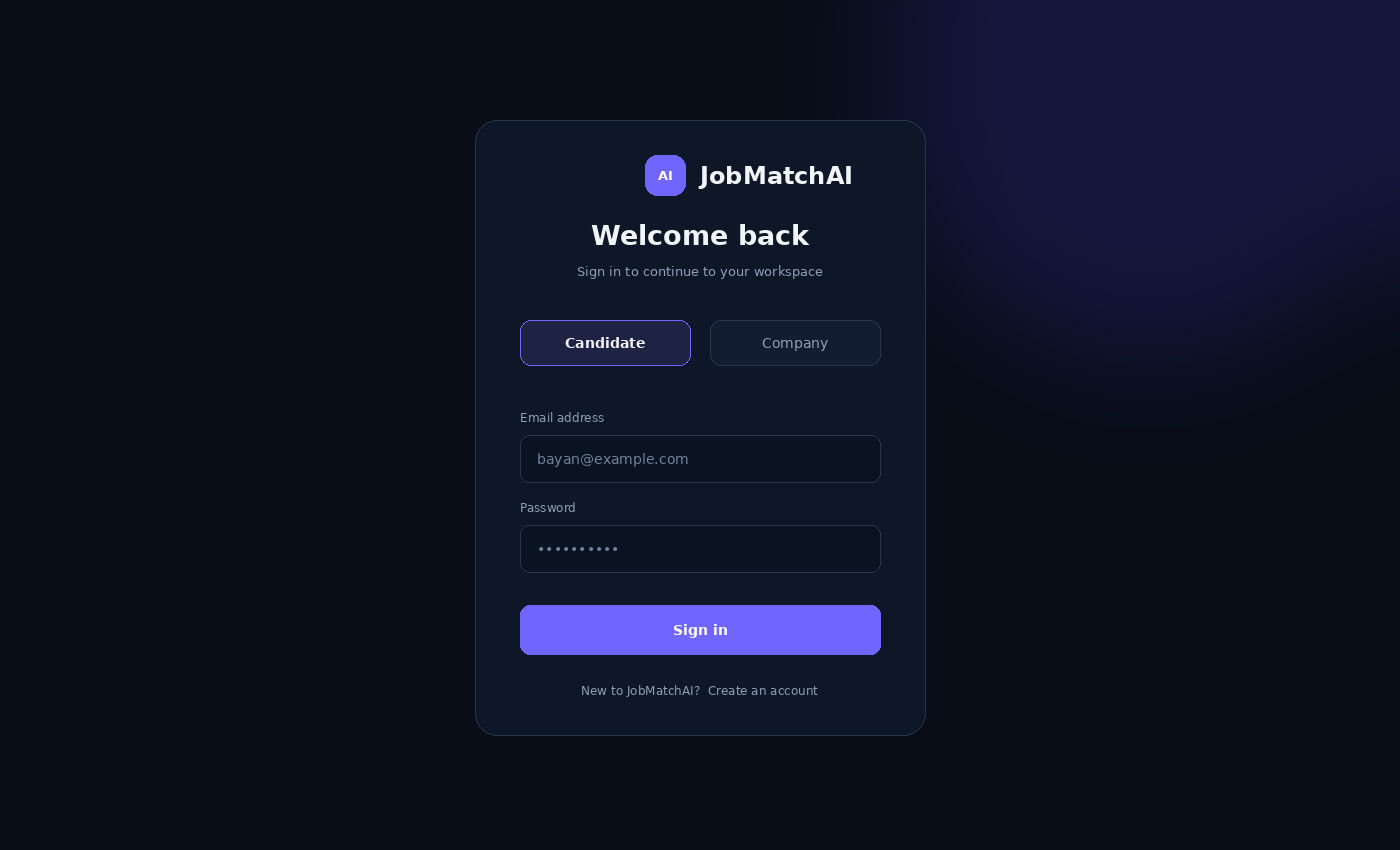 AI JobMatchAI
Welcome back
Sign in to continue to your workspace
Candidate Company
Email address
bayan@example.com
Password
••••••••••
Sign in
New to JobMatchAI? Create an account